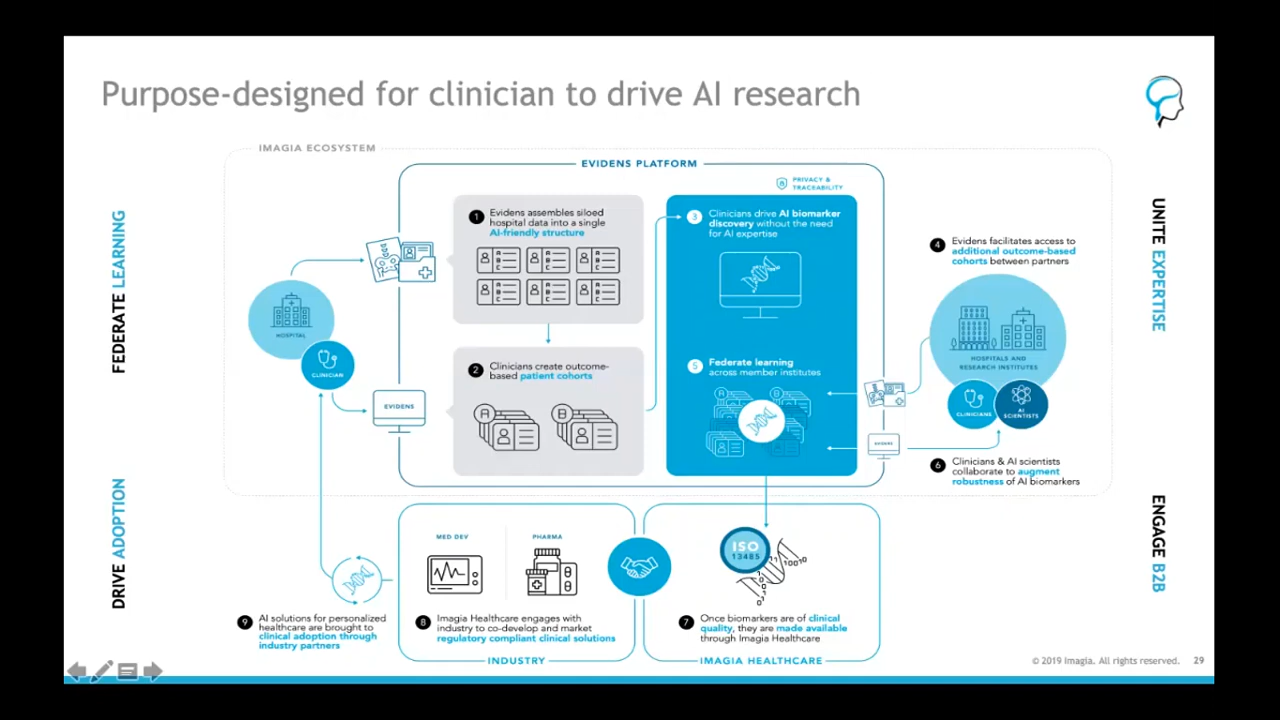 Purpose-designed for clinician to drive AI research
IMAGIA ECOSYSTEM
EVIDENS PLATFORM
PRIVACY &
TRACEABILITY
FEDERATE LEARNING
DRIVE ADOPTION
UNITE EXPERTISE
ENGAGE B2B
HOSPITAL
CLINICIAN
EVIDENS
1 Evidens assembles siloed
hospital data into a single
AI-friendly structure
A
B
C
A
B
C
A
B
C
A
B
C
A
B
C
A
B
C
2 Clinicians create outcome-
based patient cohorts
A
B
3 Clinicians drive AI biomarker
discovery without the need
for AI expertise
4 Evidens facilitates access to
additional outcome-based
cohorts between partners
HOSPITALS AND
RESEARCH INSTITUTES
CLINICIANS
AI
SCIENTISTS
5 Federate learning
across member institutes
A
B
EVIDENS
6 Clinicians & AI scientists
collaborate to augment
robustness of AI biomarkers
ISO
13485
7 Once biomarkers are of clinical
quality, they are made available
through Imagia Healthcare
IMAGIA HEALTHCARE
MED DEV
PHARMA
8 Imagia Healthcare engages with
industry to co-develop and market
regulatory compliant clinical solutions
INDUSTRY
9 AI solutions for personalized
healthcare are brought to
clinical adoption through
industry partners
© 2019 Imagia. All rights reserved. 29